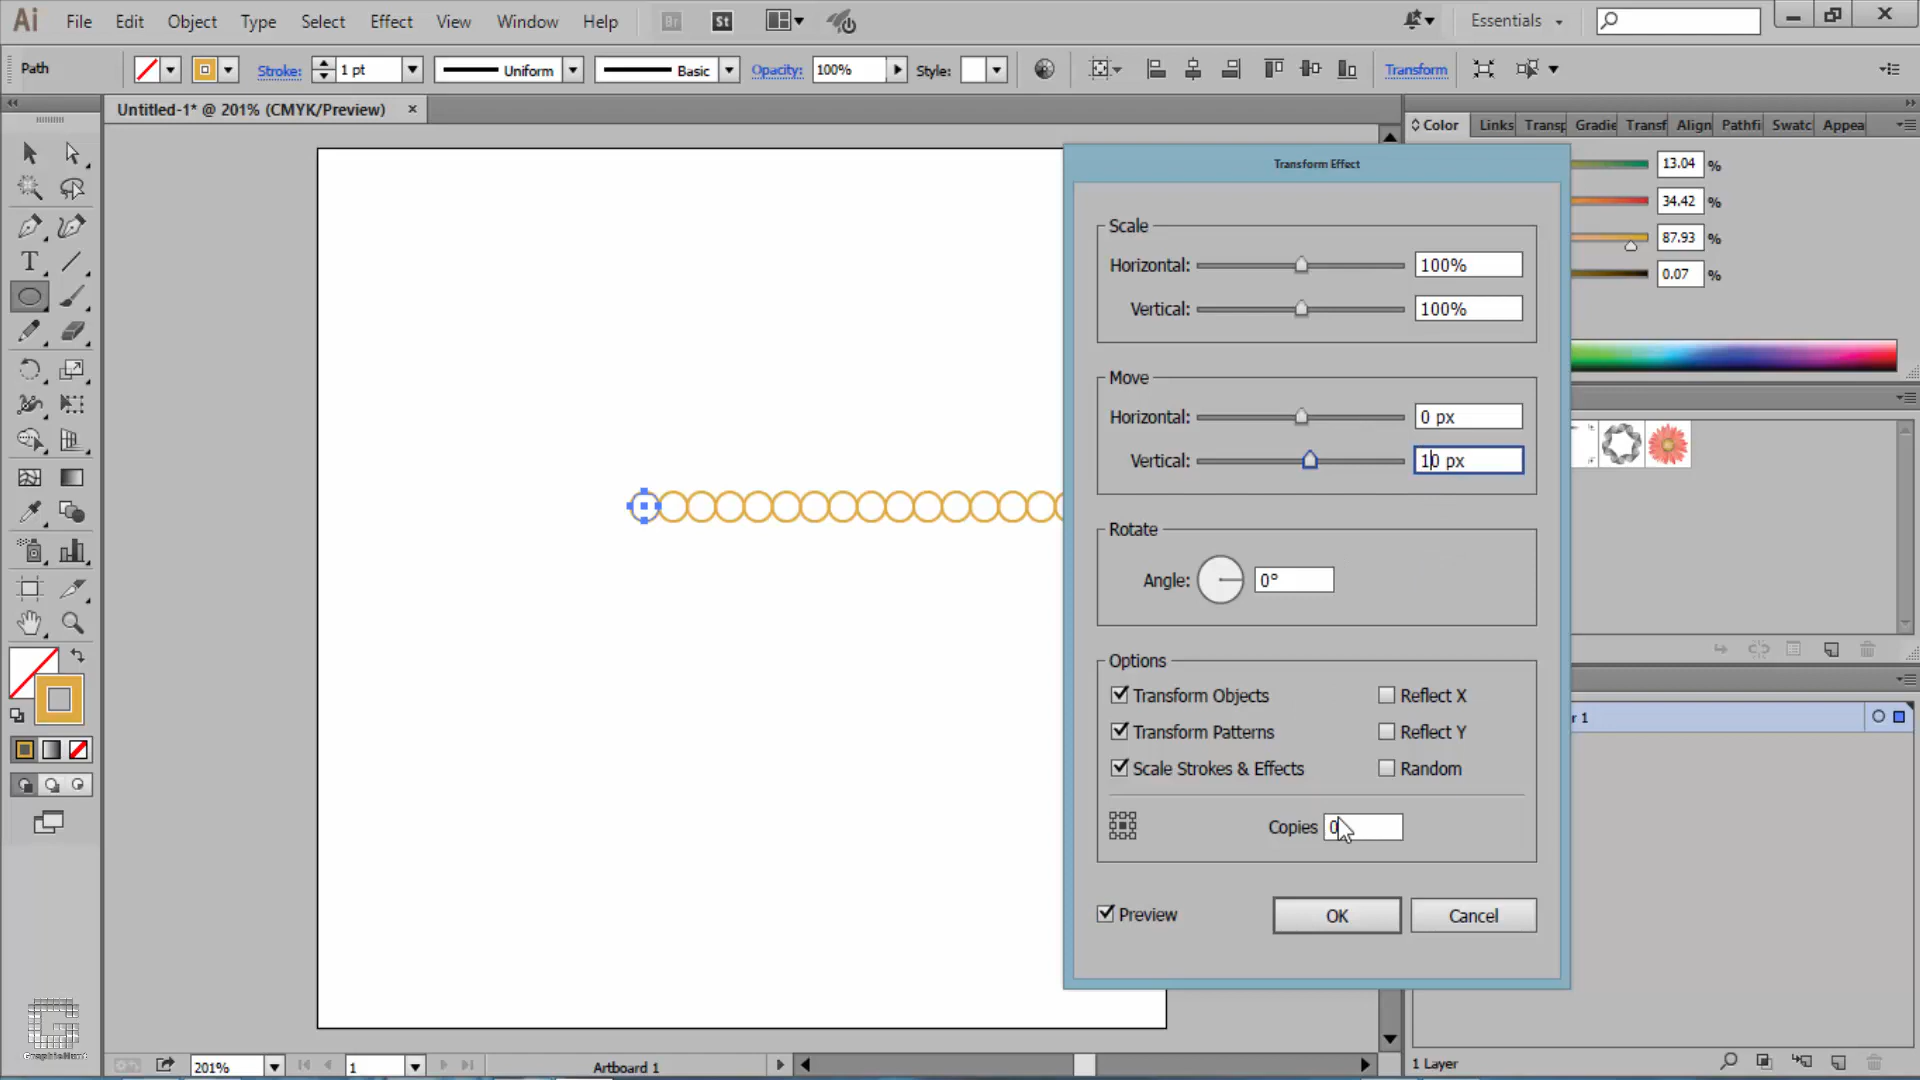 Ai File Edit Object Type Select Effect View Window Help Br St Essentials
Path Stroke: 1 pt Uniform Basic Opacity: 100% Style: Transform
Untitled-1* @ 201% (CMYK/Preview) ×
Color Links Transp Gradie Transf Align Pathfi Swatc Appea
Transform Effect
13.04 %
34.42 %
87.93 %
0.07 %
Scale
Horizontal: 100%
Vertical: 100%
Move
Horizontal: 0 px
Vertical: 10 px
Rotate
Angle: 0°
Options
Transform Objects Reflect X
Transform Patterns Reflect Y
Scale Strokes & Effects Random
Copies 0
Preview OK Cancel
r 1
GraphicHunt
201% 1 Artboard 1 1 Layer